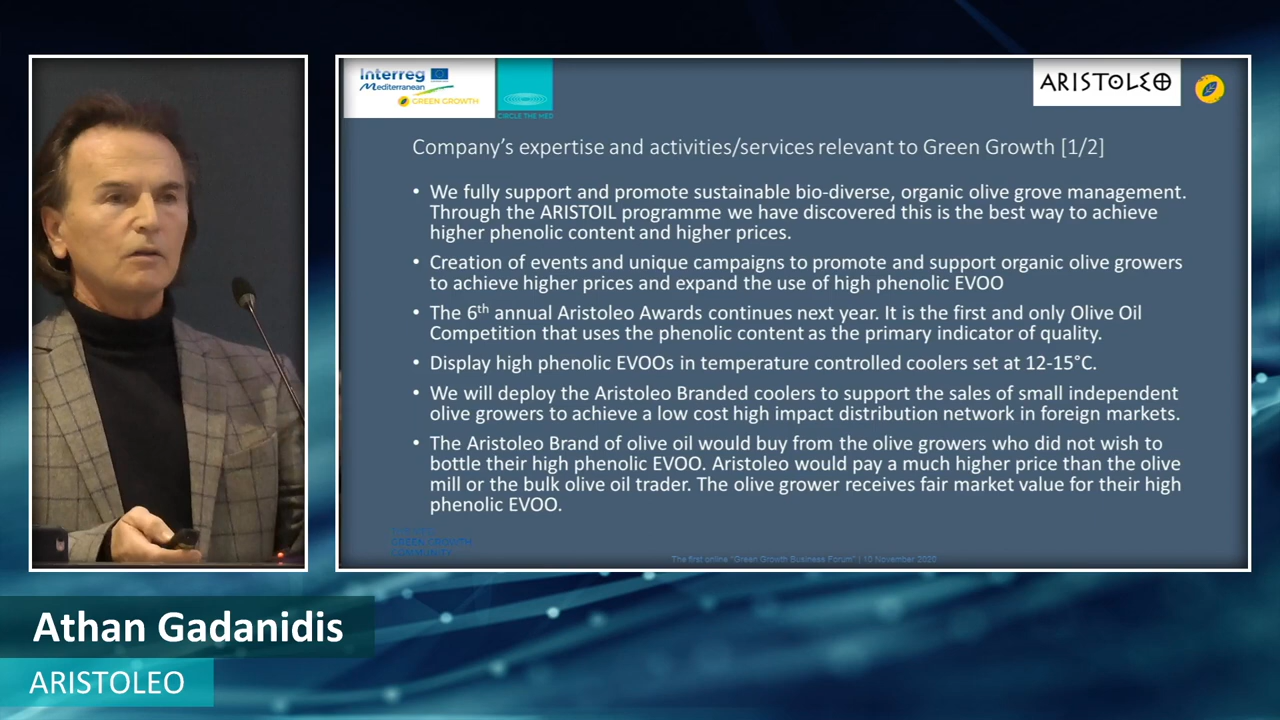 Interreg
Mediterranean
GREEN GROWTH
CIRCLE THE MED
ARISTOLEO
Company's expertise and activities/services relevant to Green Growth [1/2]
• We fully support and promote sustainable bio-diverse, organic olive grove management.
Through the ARISTOIL programme we have discovered this is the best way to achieve
higher phenolic content and higher prices.
• Creation of events and unique campaigns to promote and support organic olive growers
to achieve higher prices and expand the use of high phenolic EVOO
• The 6th annual Aristoleo Awards continues next year. It is the first and only Olive Oil
Competition that uses the phenolic content as the primary indicator of quality.
• Display high phenolic EVOOs in temperature controlled coolers set at 12-15°C.
• We will deploy the Aristoleo Branded coolers to support the sales of small independent
olive growers to achieve a low cost high impact distribution network in foreign markets.
• The Aristoleo Brand of olive oil would buy from the olive growers who did not wish to
bottle their high phenolic EVOO. Aristoleo would pay a much higher price than the olive
mill or the bulk olive oil trader. The olive grower receives fair market value for their high
phenolic EVOO.
GREEN GROWTH
COMMUNITY
The first online "Green Growth Business Forum" | 10 November 2020
Athan Gadanidis
ARISTOLEO